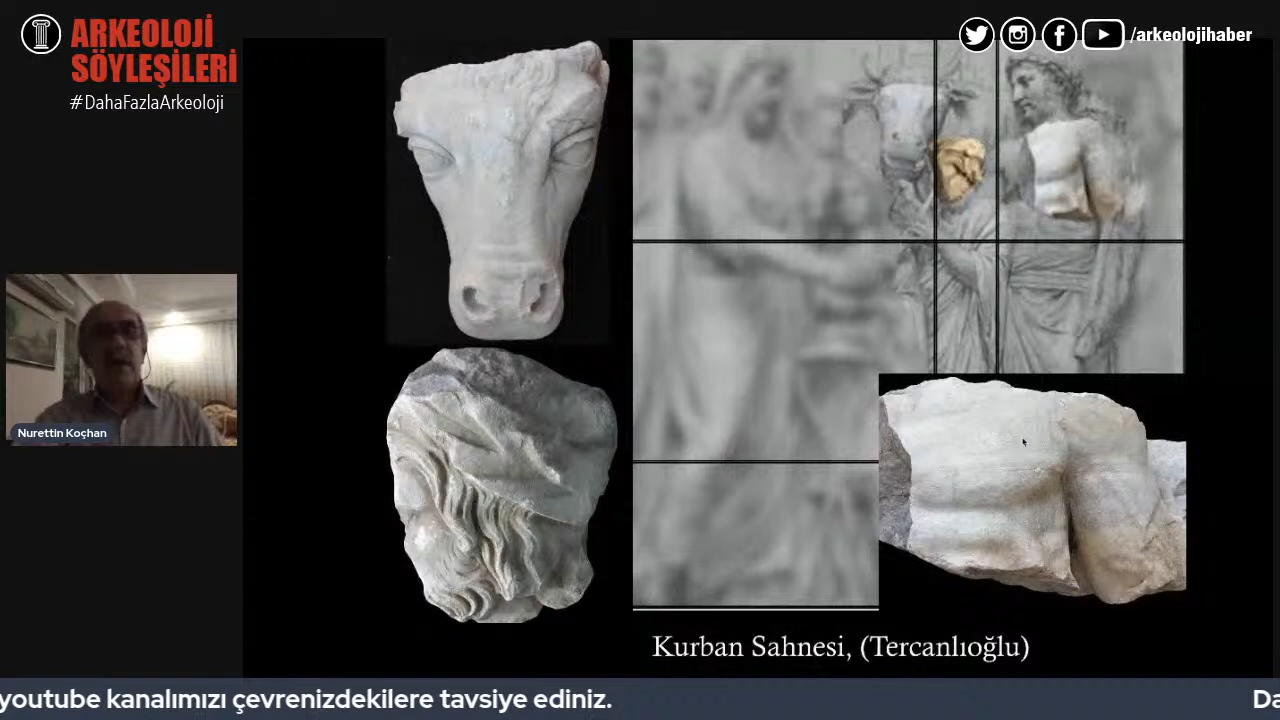 ARKEOLOJİ
SÖYLEŞİLERİ
#DahaFazlaArkeoloji
/arkeolojihaber
Nurettin Koçhan
Kurban Sahnesi, (Tercanlıoğlu)
youtube kanalımızı çevrenizdekilere tavsiye ediniz.
Da